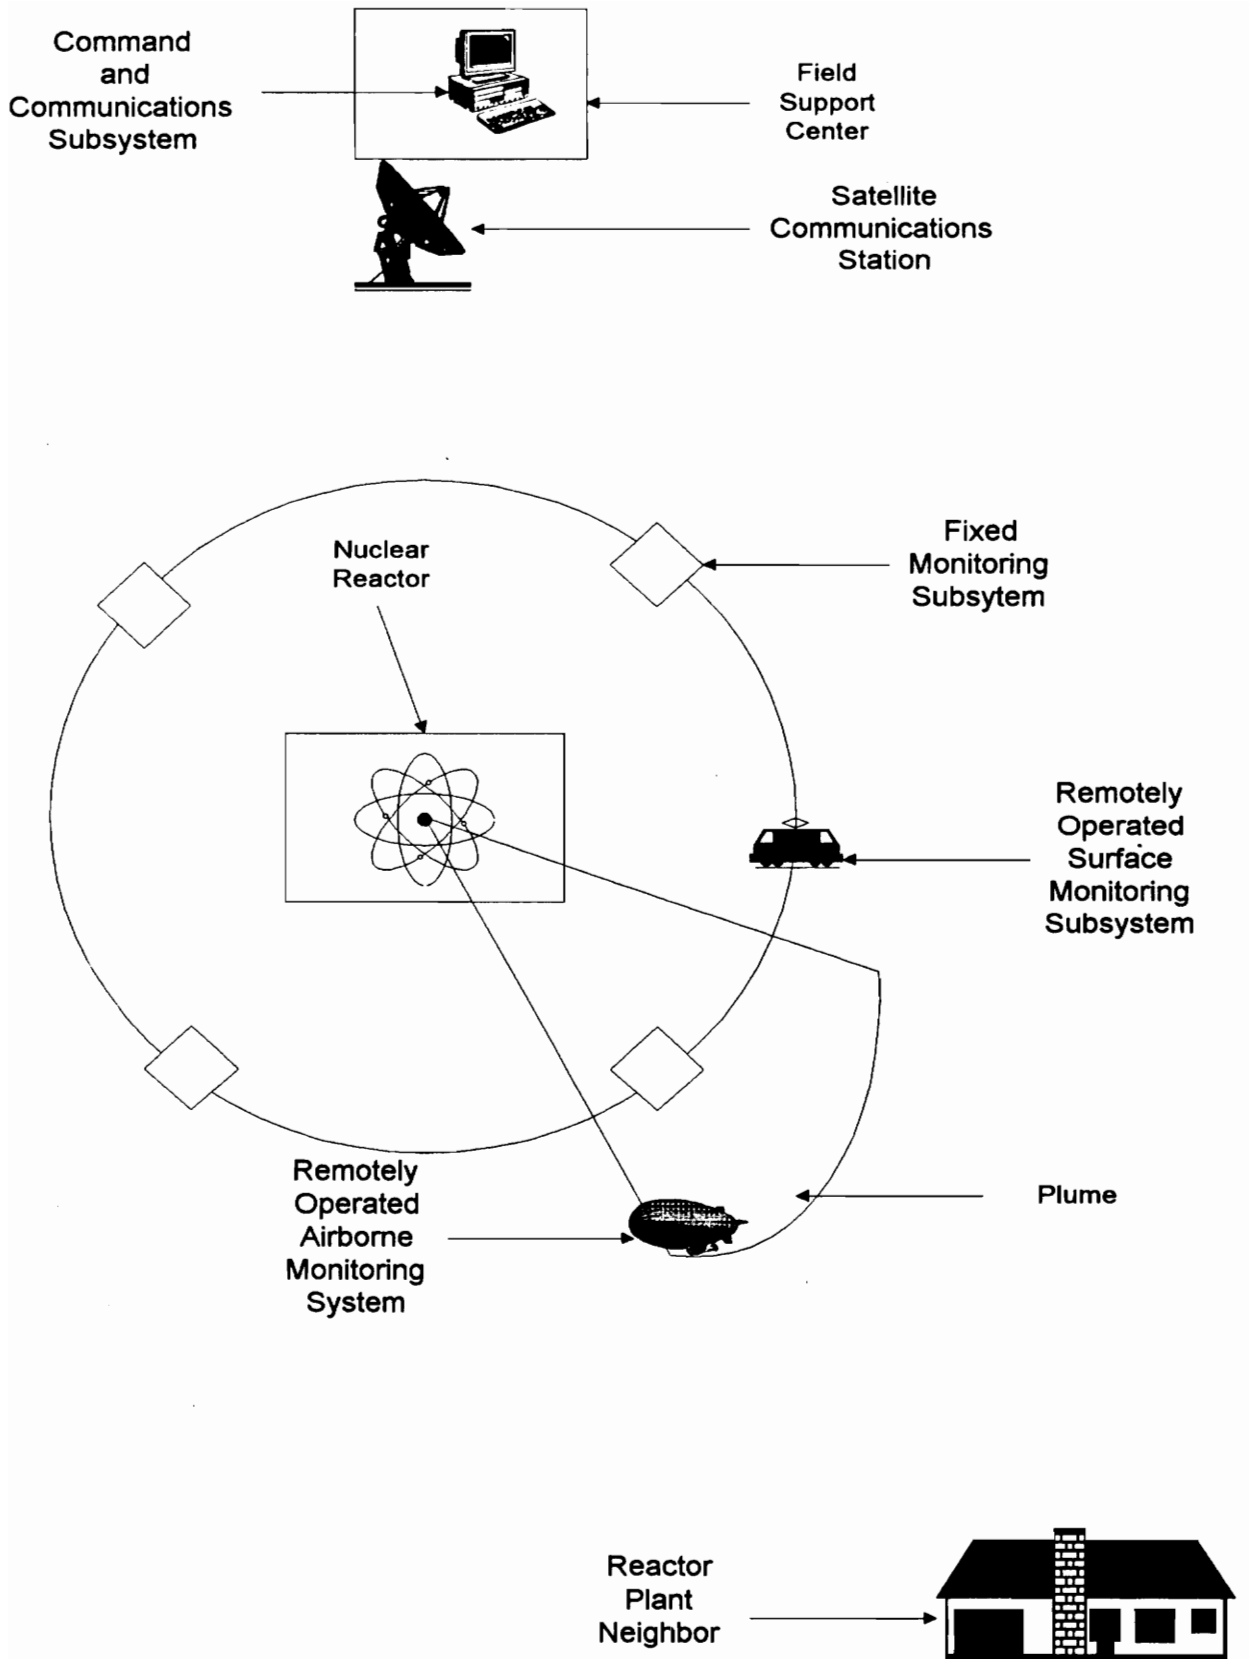 Command
and
Communications
Subsystem
Field
Support
Center
Satellite
Communications
Station
Nuclear
Reactor
Fixed
Monitoring
Subsytem
Remotely
Operated
Surface
Monitoring
Subsystem
Remotely
Operated
Airborne
Monitoring
System
Plume
Reactor
Plant
Neighbor